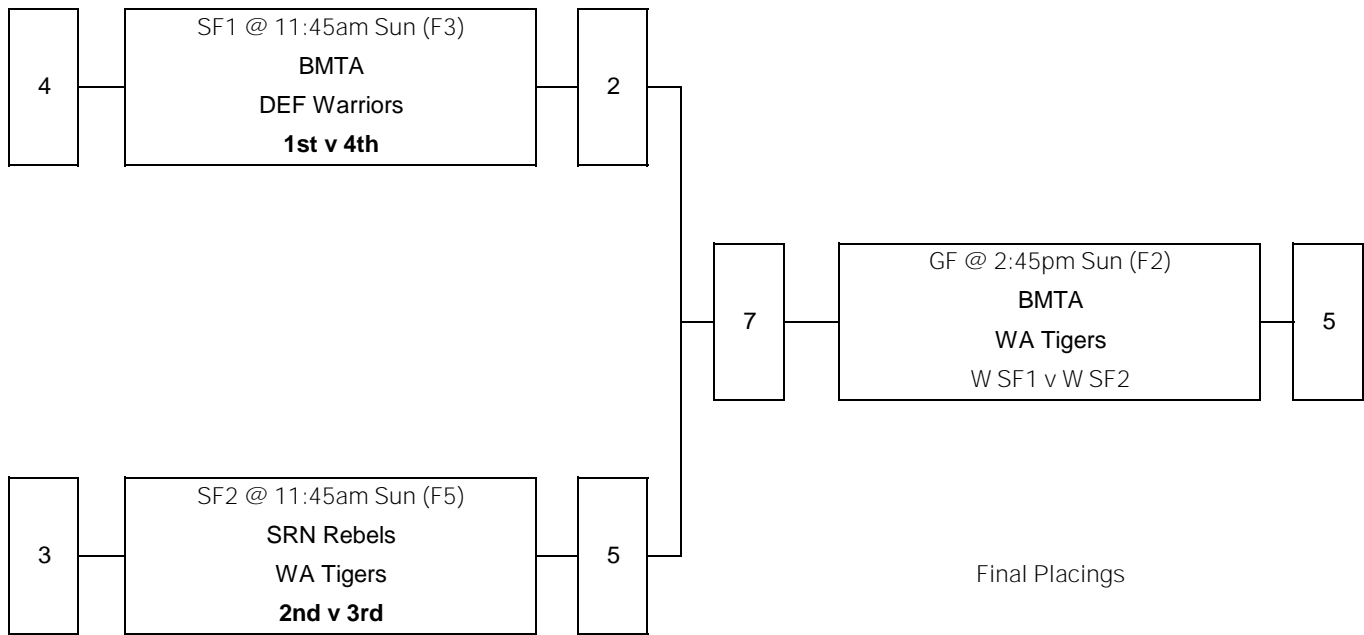 SF1 @ 11:45am Sun (F3)
4
BMTA
DEF Warriors
1st v 4th
2
7
GF @ 2:45pm Sun (F2)
BMTA
WA Tigers
W SF1 v W SF2
5
3
SF2 @ 11:45am Sun (F5)
SRN Rebels
WA Tigers
2nd v 3rd
5
Final Placings